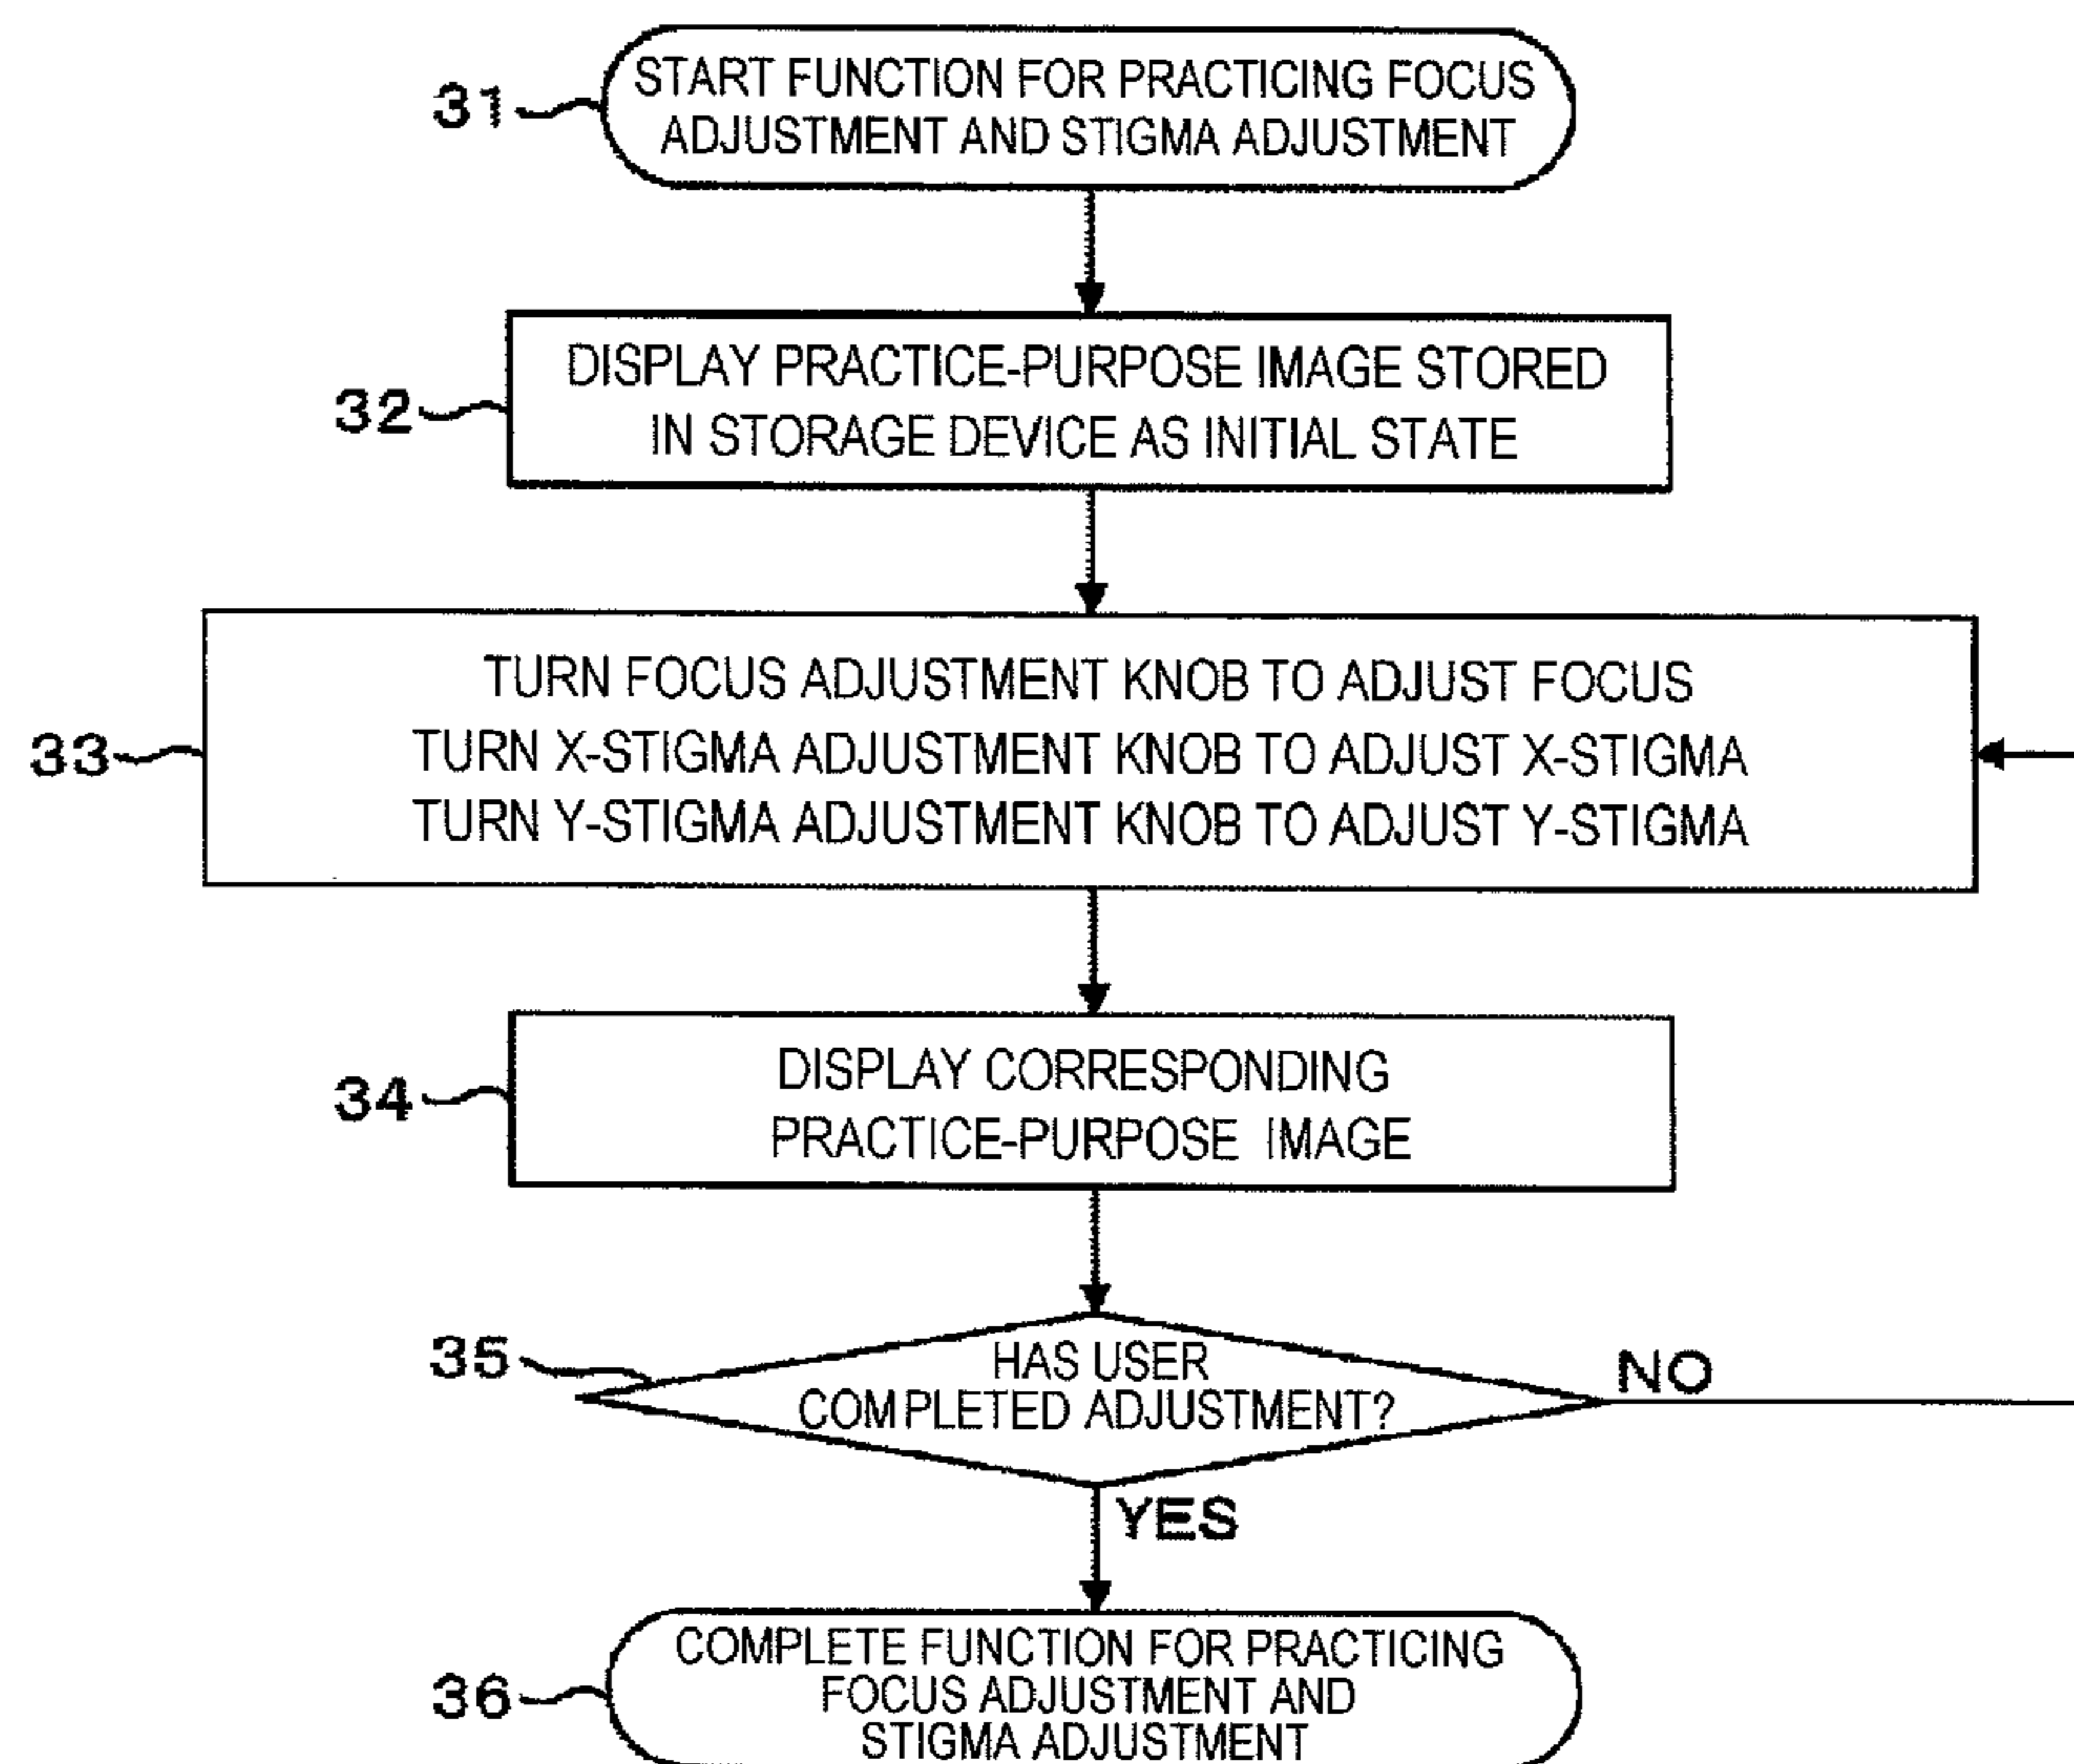 31
START FUNCTION FOR PRACTICING FOCUS
ADJUSTMENT AND STIGMA ADJUSTMENT
32
DISPLAY PRACTICE-PURPOSE IMAGE STORED
IN STORAGE DEVICE AS INITIAL STATE
33
TURN FOCUS ADJUSTMENT KNOB TO ADJUST FOCUS
TURN X-STIGMA ADJUSTMENT KNOB TO ADJUST X-STIGMA
TURN Y-STIGMA ADJUSTMENT KNOB TO ADJUST Y-STIGMA
34
DISPLAY CORRESPONDING
PRACTICE-PURPOSE IMAGE
35
HAS USER
COMPLETED ADJUSTMENT?
NO
YES
36
COMPLETE FUNCTION FOR PRACTICING
FOCUS ADJUSTMENT AND
STIGMA ADJUSTMENT